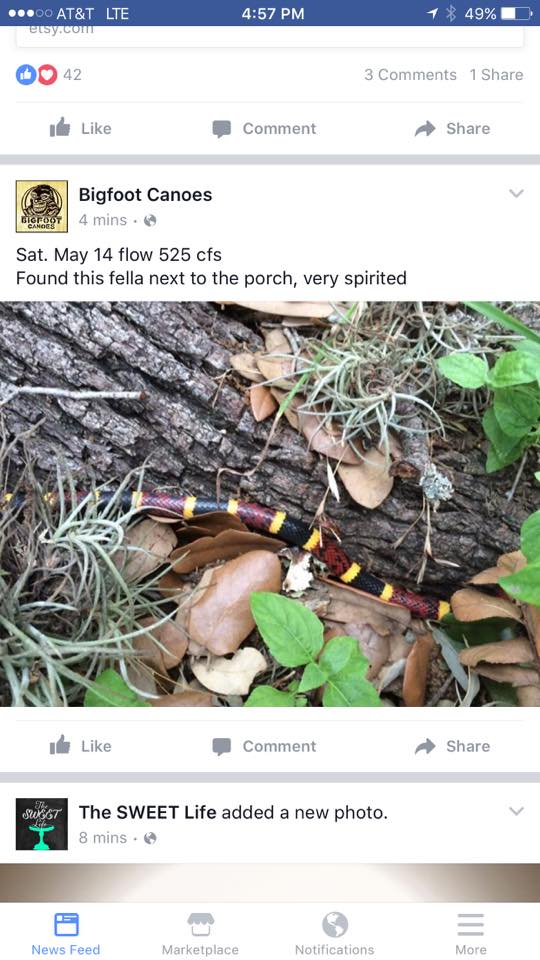 AT&T LTE 4:57 PM 49%
etsy.com
42 3 Comments 1 Share
Like Comment Share
Bigfoot Canoes
4 mins ·
BIGFOOT
CANOES
Sat. May 14 flow 525 cfs
Found this fella next to the porch, very spirited
Like Comment Share
The SWEET Life added a new photo.
8 mins ·
The
SWEET
Life
News Feed Marketplace Notifications More